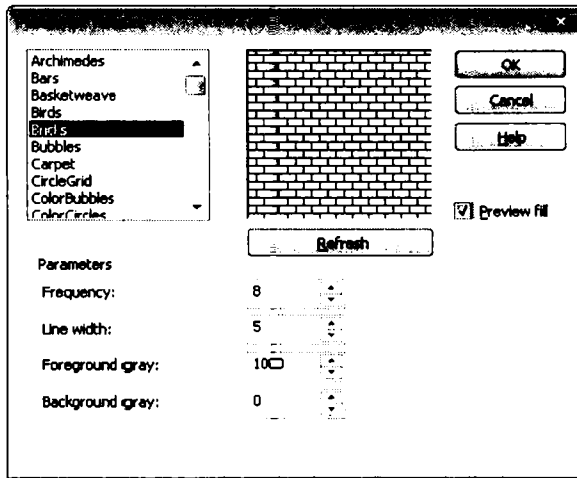 Archimedes
Bars
Basketweave
Birds
Bricks
Bubbles
Carpet
CircleGrid
ColorBubbles
ColorCircles
OK
Cancel
Help
Preview fill
Refresh
Parameters
Frequency: 8
Line width: 5
Foreground gray:
Background gray: 0